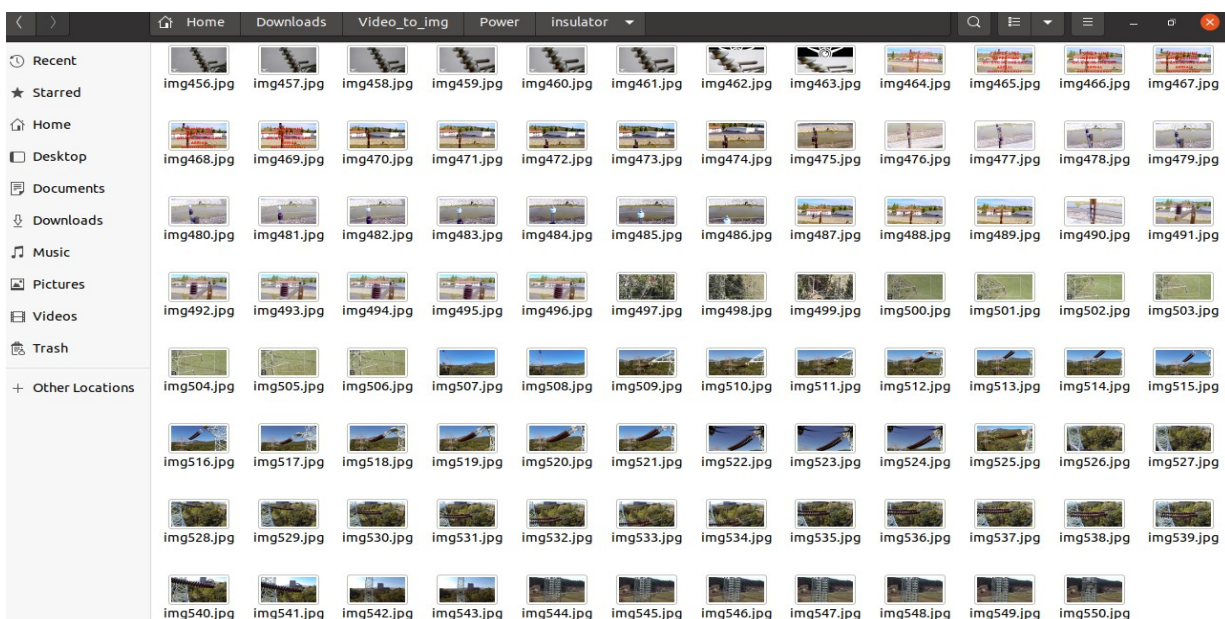 Home Downloads Video_to_img Power insulator
Recent
Starred
Home
Desktop
Documents
Downloads
Music
Pictures
Videos
Trash
+ Other Locations
img456.jpg img457.jpg img458.jpg img459.jpg img460.jpg img461.jpg img462.jpg img463.jpg img464.jpg img465.jpg img466.jpg img467.jpg
img468.jpg img469.jpg img470.jpg img471.jpg img472.jpg img473.jpg img474.jpg img475.jpg img476.jpg img477.jpg img478.jpg img479.jpg
img480.jpg img481.jpg img482.jpg img483.jpg img484.jpg img485.jpg img486.jpg img487.jpg img488.jpg img489.jpg img490.jpg img491.jpg
img492.jpg img493.jpg img494.jpg img495.jpg img496.jpg img497.jpg img498.jpg img499.jpg img500.jpg img501.jpg img502.jpg img503.jpg
img504.jpg img505.jpg img506.jpg img507.jpg img508.jpg img509.jpg img510.jpg img511.jpg img512.jpg img513.jpg img514.jpg img515.jpg
img516.jpg img517.jpg img518.jpg img519.jpg img520.jpg img521.jpg img522.jpg img523.jpg img524.jpg img525.jpg img526.jpg img527.jpg
img528.jpg img529.jpg img530.jpg img531.jpg img532.jpg img533.jpg img534.jpg img535.jpg img536.jpg img537.jpg img538.jpg img539.jpg
img540.jpg img541.jpg img542.jpg img543.jpg img544.jpg img545.jpg img546.jpg img547.jpg img548.jpg img549.jpg img550.jpg